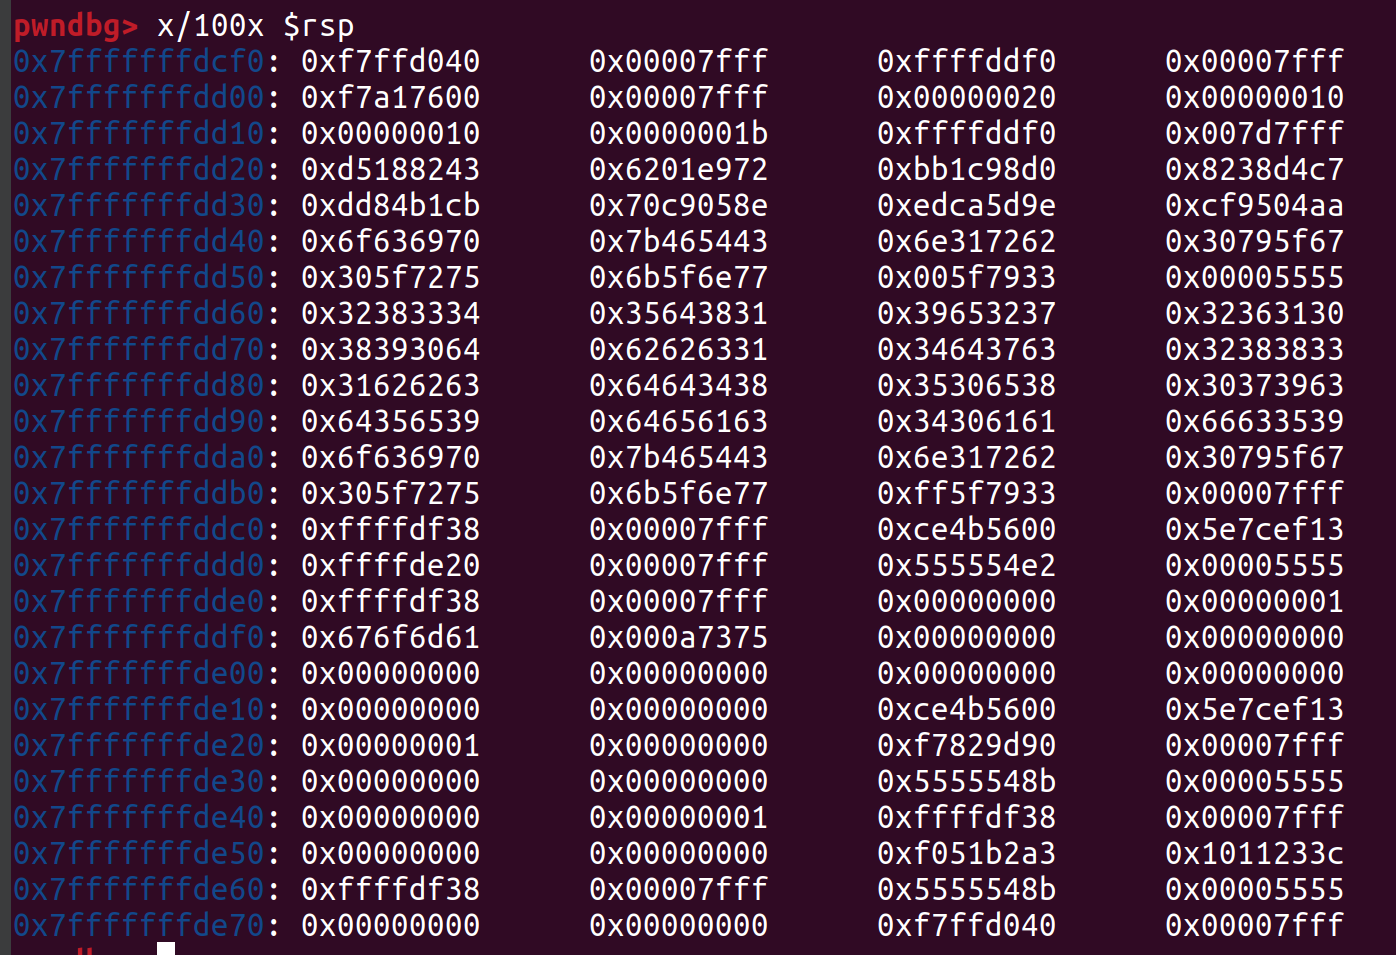 pwndbg> x/100x $rsp
0x7fffffffdcf0: 0xf7ffd040 0x00007fff 0xffffddf0 0x00007fff
0x7fffffffdd00: 0xf7a17600 0x00007fff 0x00000020 0x00000010
0x7fffffffdd10: 0x00000010 0x0000001b 0xffffddf0 0x007d7fff
0x7fffffffdd20: 0xd5188243 0x6201e972 0xbb1c98d0 0x8238d4c7
0x7fffffffdd30: 0xdd84b1cb 0x70c9058e 0xedca5d9e 0xcf9504aa
0x7fffffffdd40: 0x6f636970 0x7b465443 0x6e317262 0x30795f67
0x7fffffffdd50: 0x305f7275 0x6b5f6e77 0x005f7933 0x00005555
0x7fffffffdd60: 0x32383334 0x35643831 0x39653237 0x32363130
0x7fffffffdd70: 0x38393064 0x62626331 0x34643763 0x32383833
0x7fffffffdd80: 0x31626263 0x64643438 0x35306538 0x30373963
0x7fffffffdd90: 0x64356539 0x64656163 0x34306161 0x66633539
0x7fffffffdda0: 0x6f636970 0x7b465443 0x6e317262 0x30795f67
0x7fffffffddb0: 0x305f7275 0x6b5f6e77 0xff5f7933 0x00007fff
0x7fffffffddc0: 0xffffdf38 0x00007fff 0xce4b5600 0x5e7cef13
0x7fffffffddd0: 0xffffde20 0x00007fff 0x555554e2 0x00005555
0x7fffffffdde0: 0xffffdf38 0x00007fff 0x00000000 0x00000001
0x7fffffffddf0: 0x676f6d61 0x000a7375 0x00000000 0x00000000
0x7fffffffde00: 0x00000000 0x00000000 0x00000000 0x00000000
0x7fffffffde10: 0x00000000 0x00000000 0xce4b5600 0x5e7cef13
0x7fffffffde20: 0x00000001 0x00000000 0xf7829d90 0x00007fff
0x7fffffffde30: 0x00000000 0x00000000 0x5555548b 0x00005555
0x7fffffffde40: 0x00000000 0x00000001 0xffffdf38 0x00007fff
0x7fffffffde50: 0x00000000 0x00000000 0xf051b2a3 0x1011233c
0x7fffffffde60: 0xffffdf38 0x00007fff 0x5555548b 0x00005555
0x7fffffffde70: 0x00000000 0x00000000 0xf7ffd040 0x00007fff